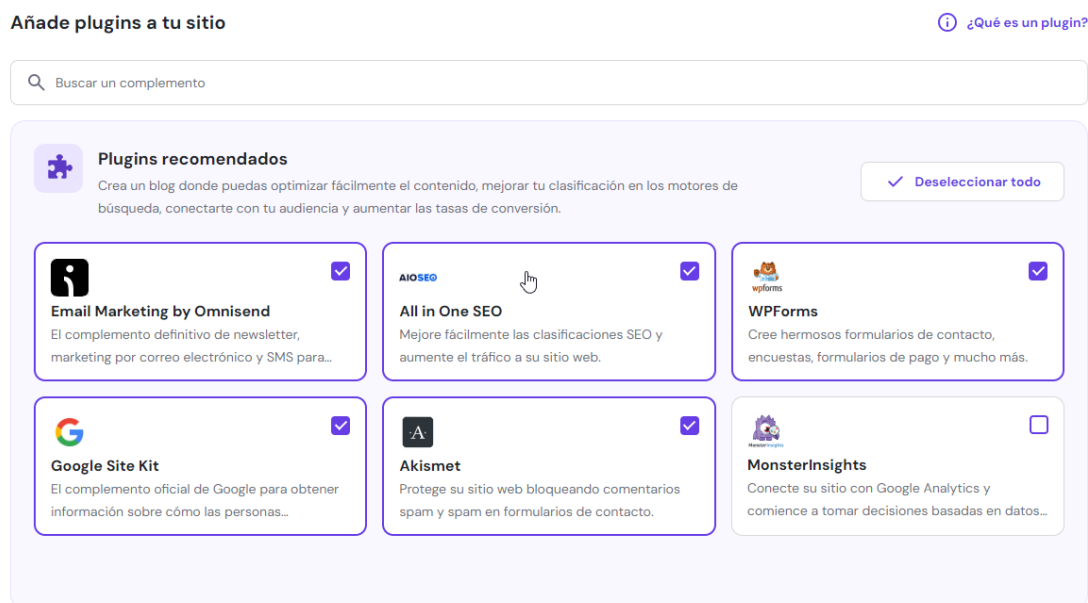 Añade plugins a tu sitio
¿Qué es un plugin?
Buscar un complemento
Plugins recomendados
Crea un blog donde puedas optimizar fácilmente el contenido, mejorar tu clasificación en los motores de
búsqueda, conectarte con tu audiencia y aumentar las tasas de conversión.
Deseleccionar todo
Email Marketing by Omnisend
El complemento definitivo de newsletter,
marketing por correo electrónico y SMS para...
AIOSEO
All in One SEO
Mejore fácilmente las clasificaciones SEO y
aumente el tráfico a su sitio web.
wpforms
WPForms
Cree hermosos formularios de contacto,
encuestas, formularios de pago y mucho más.
Google Site Kit
El complemento oficial de Google para obtener
información sobre cómo las personas...
·A·
Akismet
Protege su sitio web bloqueando comentarios
spam y spam en formularios de contacto.
MonsterInsights
MonsterInsights
Conecte su sitio con Google Analytics y
comience a tomar decisiones basadas en datos...